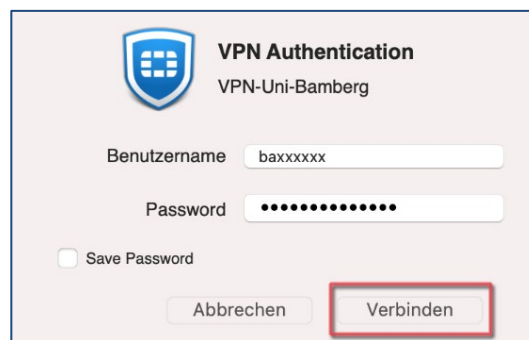 VPN Authentication
VPN-Uni-Bamberg
Benutzername baxxxxxx
Password ••••••••••••••
Save Password
Abbrechen Verbinden